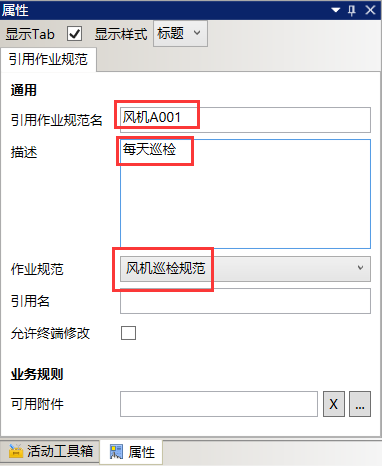 属性
显示Tab 显示样式 标题
引用作业规范
通用
引用作业规范名 风机A001
描述 每天巡检
作业规范 风机巡检规范
引用名
允许终端修改
业务规则
可用附件 X ...
活动工具箱 属性